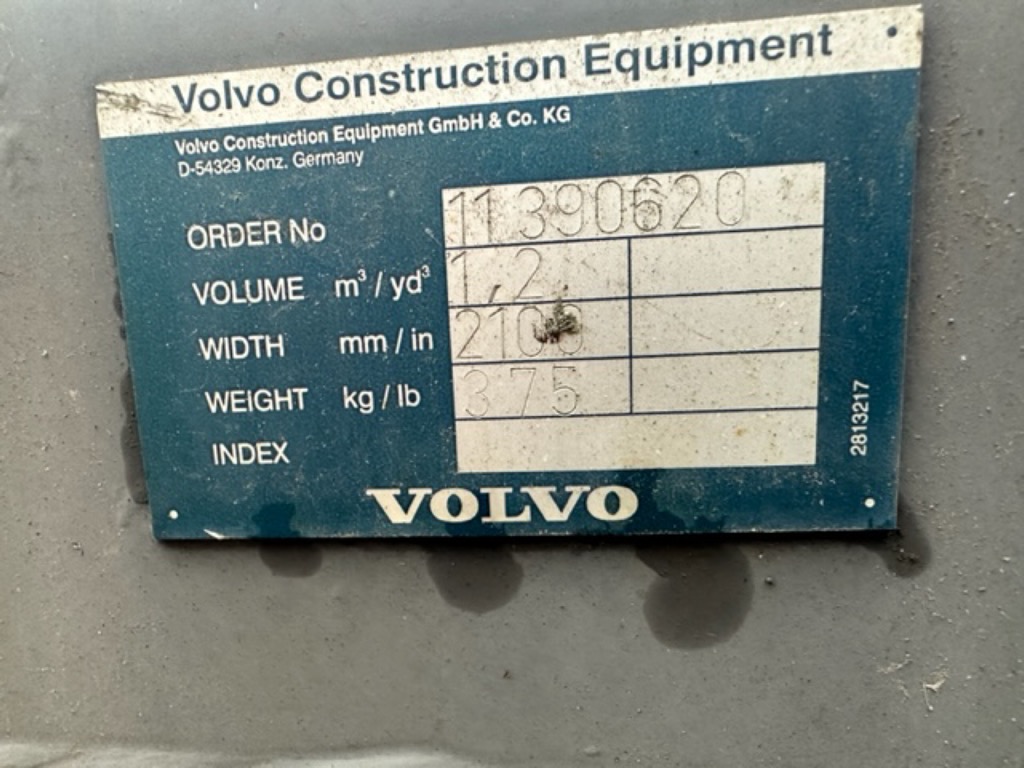 Volvo Construction Equipment
Volvo Construction Equipment GmbH & Co. KG
D-54329 Konz. Germany
ORDER No 11390620
VOLUME m³ / yd³ 1,2
WIDTH mm / in 2100
WEIGHT kg / lb 375
INDEX
2813217
VOLVO